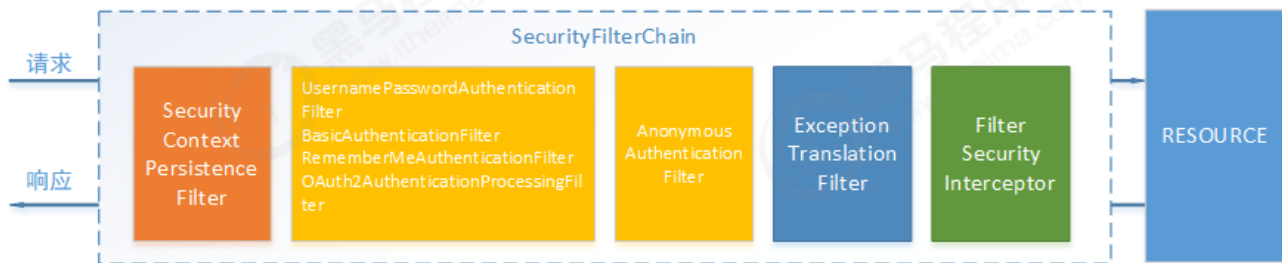 SecurityFilterChain
请求
响应
Security
Context
Persistence
Filter
UsernamePasswordAuthentication
Filter
BasicAuthenticationFilter
RememberMeAuthenticationFilter
OAuth2AuthenticationProcessingFil
ter
Anonymous
Authentication
Filter
Exception
Translation
Filter
Filter
Security
Interceptor
RESOURCE